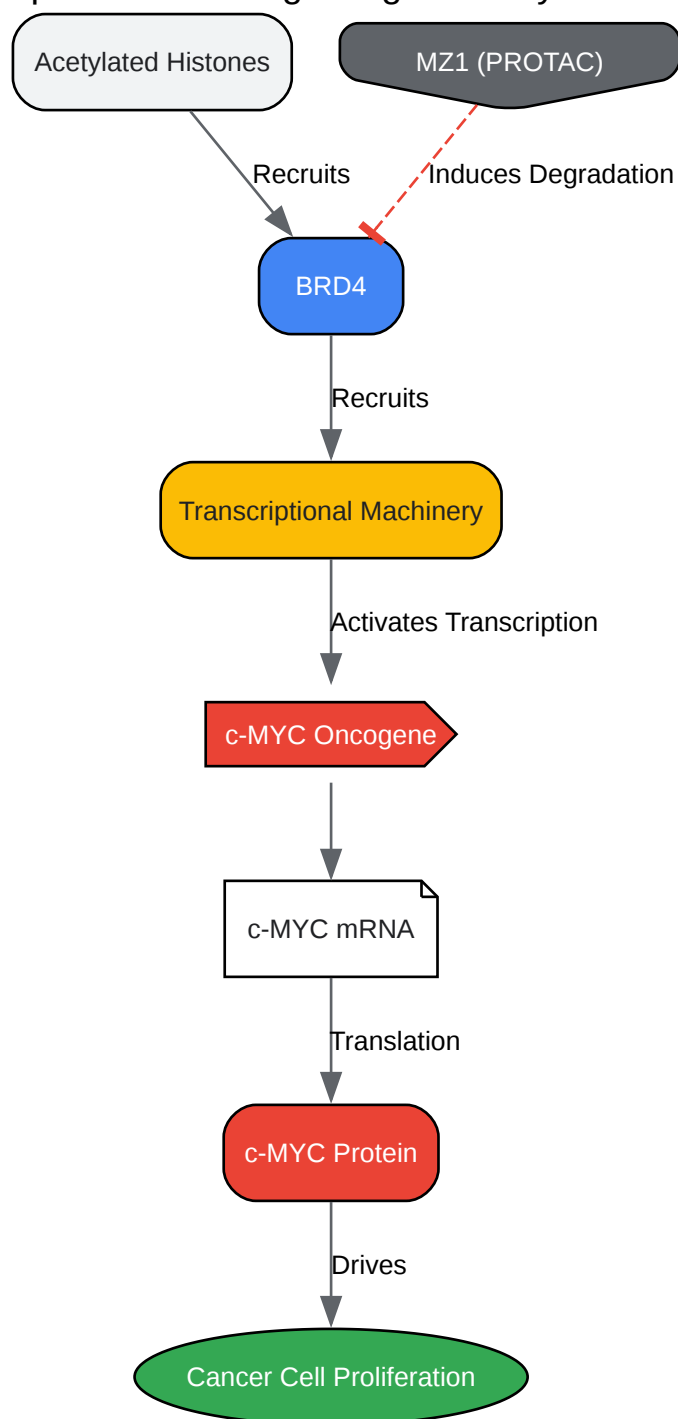 Acetylated Histones
MZ1 (PROTAC)
Recruits
Induces Degradation
BRD4
Recruits
Transcriptional Machinery
Activates Transcription
c-MYC Oncogene
c-MYC mRNA
Translation
c-MYC Protein
Drives
Cancer Cell Proliferation